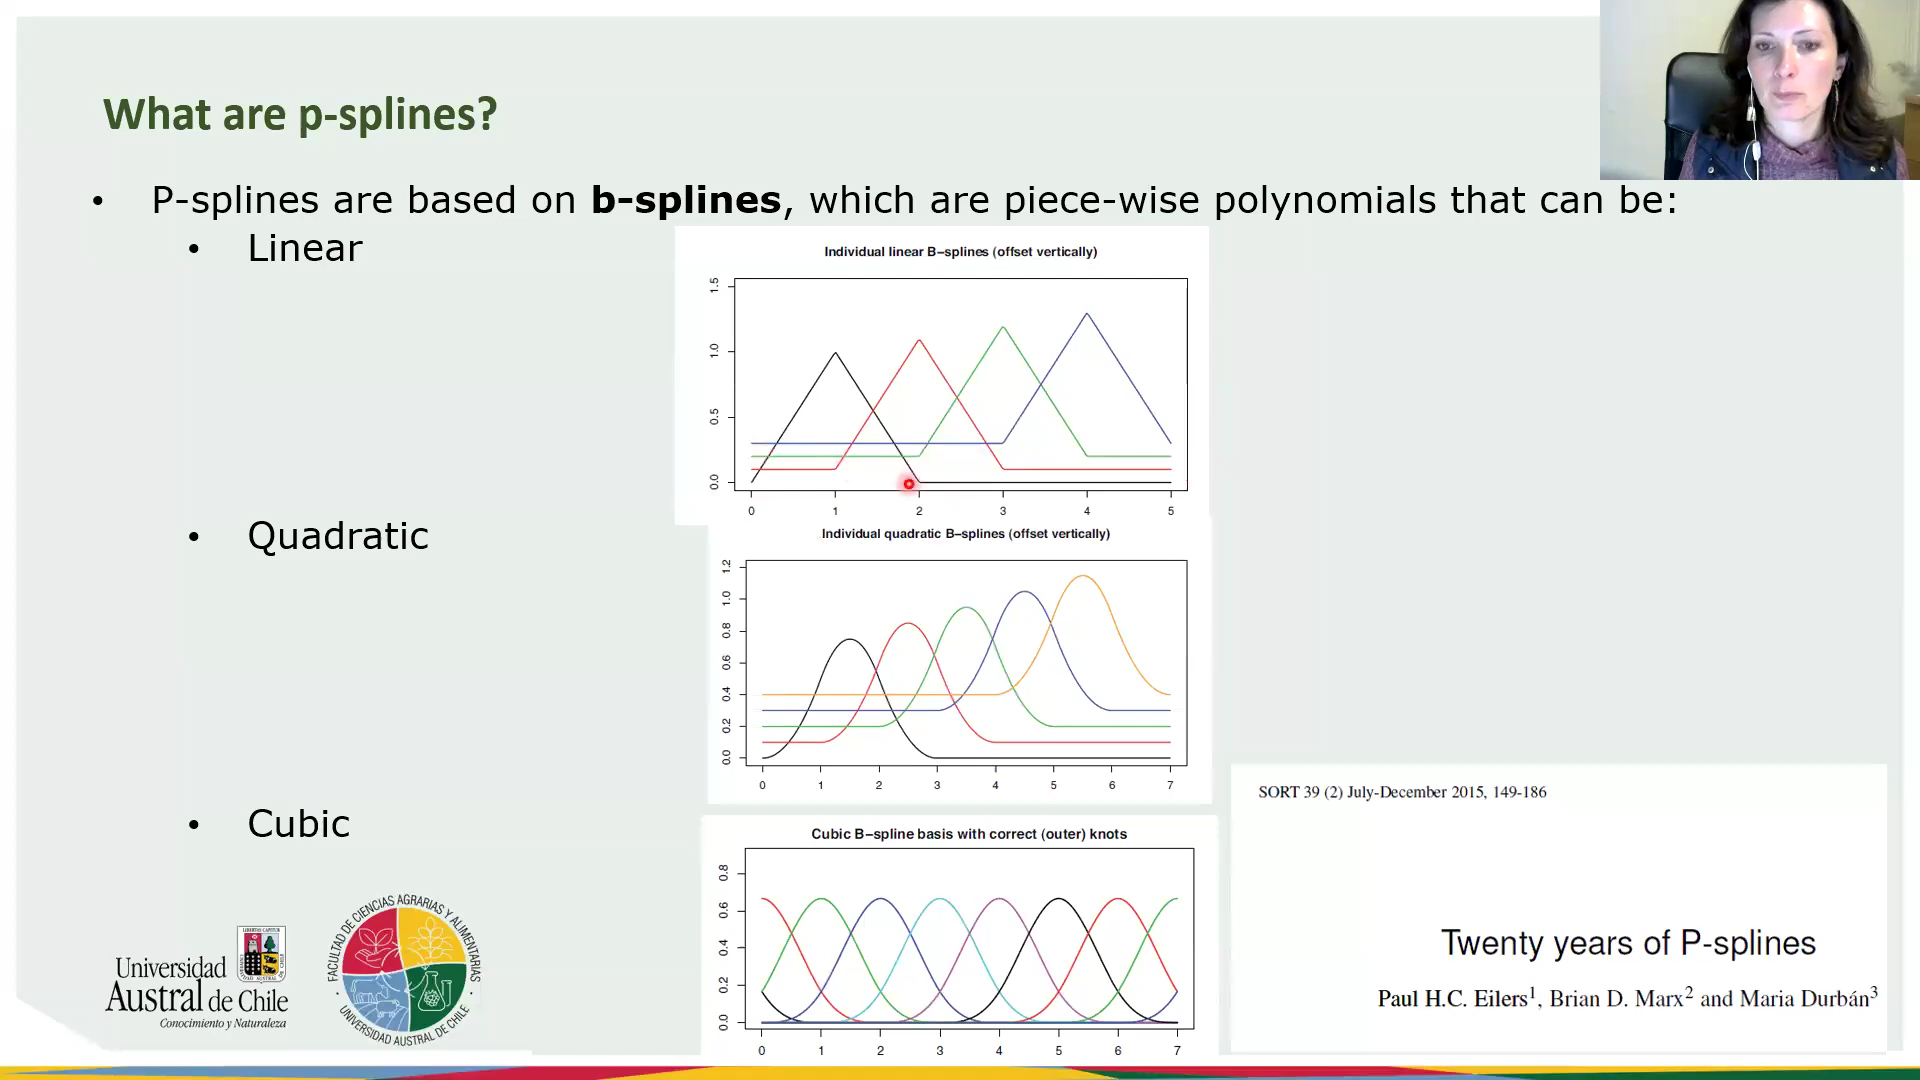 What are p-splines?
• P-splines are based on b-splines, which are piece-wise polynomials that can be:
• Linear
Individual linear B–splines (offset vertically)
1.5
1.0
0.5
0.0
0 1 2 3 4 5
• Quadratic
Individual quadratic B–splines (offset vertically)
1.2
1.0
0.8
0.6
0.4
0.2
0.0
0 1 2 3 4 5 6 7
• Cubic
Cubic B–spline basis with correct (outer) knots
0.8
0.6
0.4
0.2
0.0
0 1 2 3 4 5 6 7
SORT 39 (2) July-December 2015, 149-186
Twenty years of P-splines
Paul H.C. Eilers1, Brian D. Marx2 and Maria Durbán3
Universidad
Austral de Chile
Conocimiento y Naturaleza
FACULTAD DE CIENCIAS AGRARIAS Y ALIMENTARIAS
· UNIVERSIDAD AUSTRAL DE CHILE ·